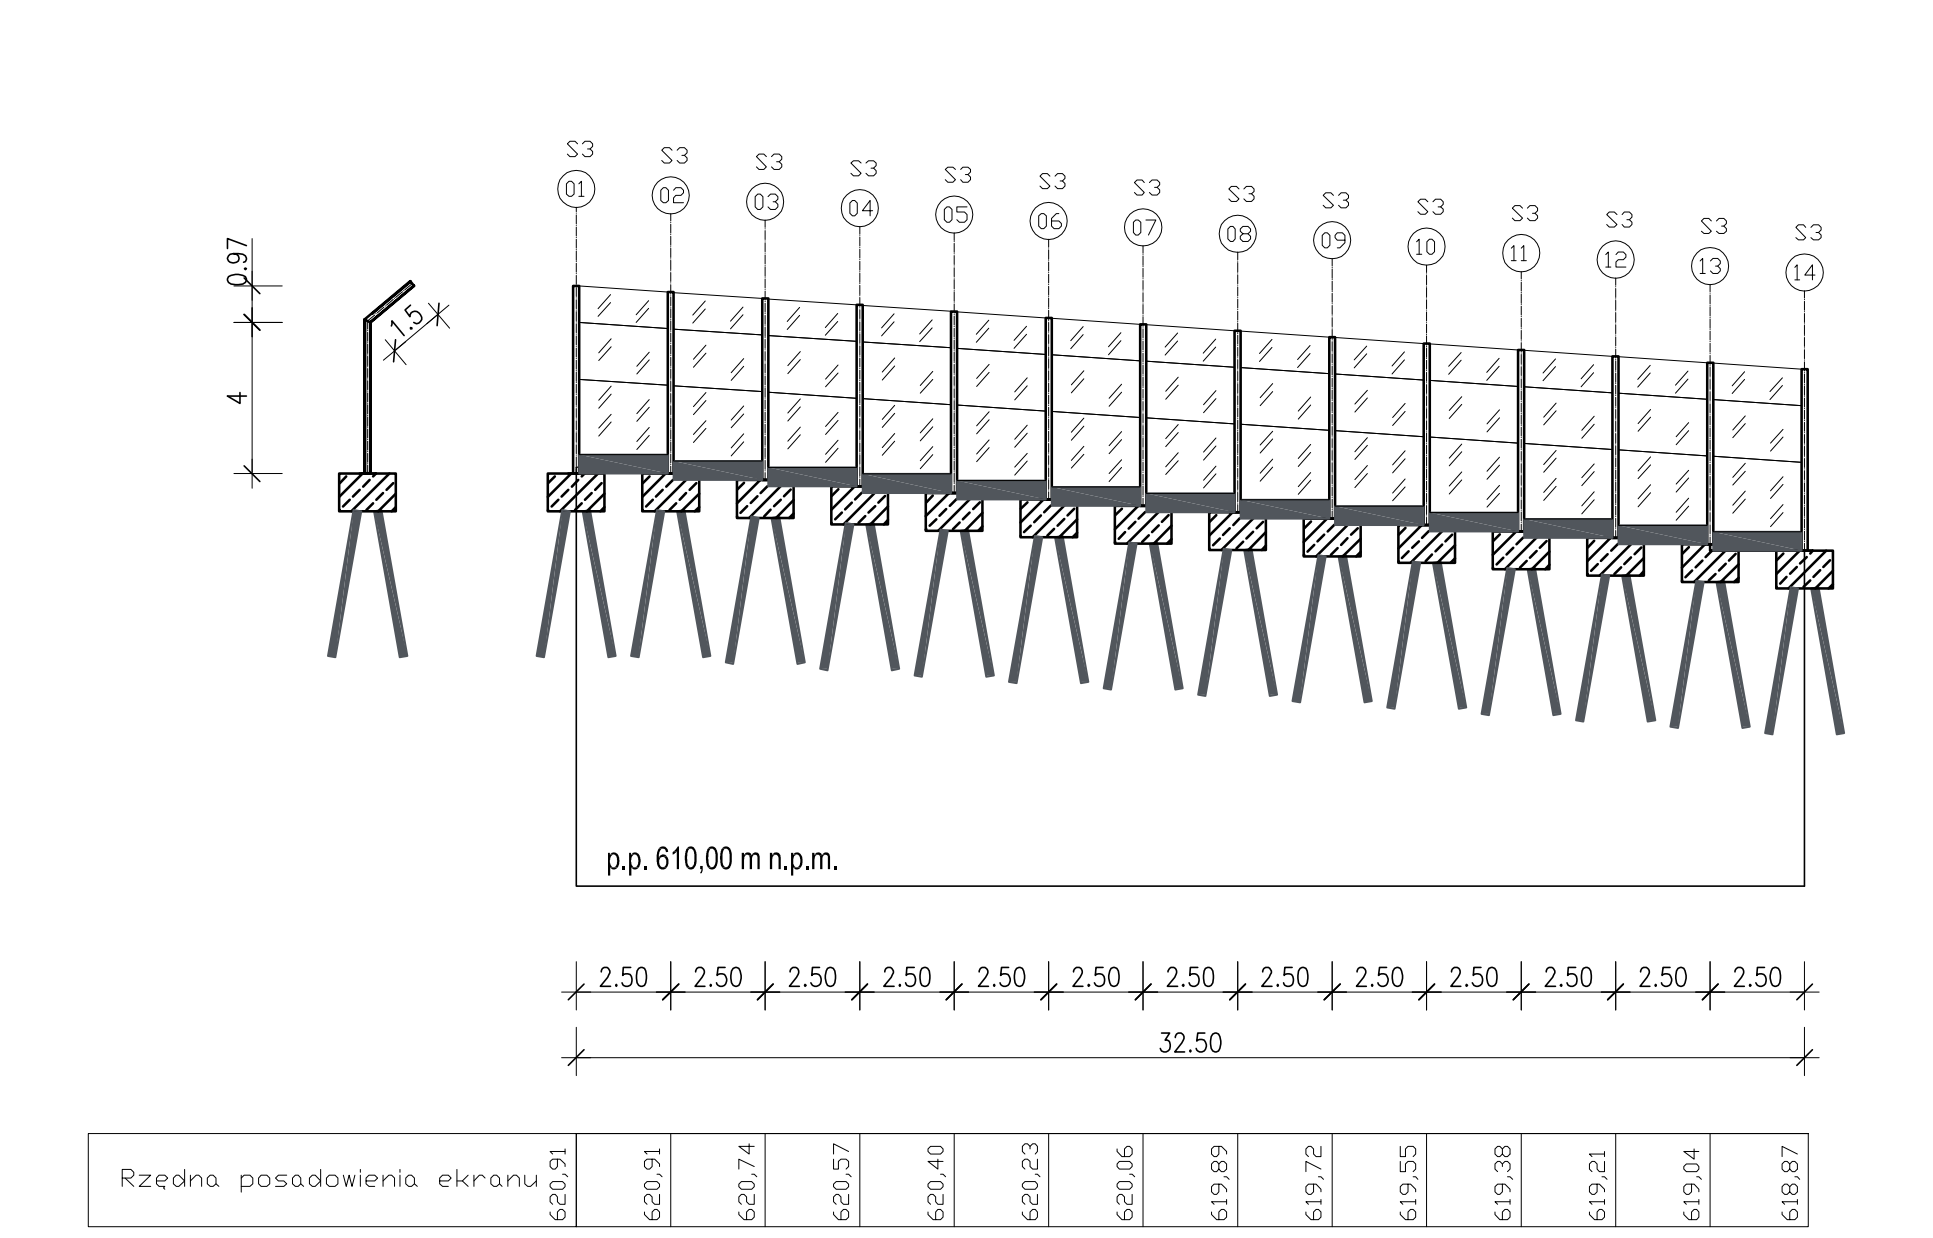 S3 S3 S3 S3 S3 S3 S3 S3 S3 S3 S3 S3 S3 S3
01 02 03 04 05 06 07 08 09 10 11 12 13 14
0.97
1.5
4
p.p. 610,00 m n.p.m.
2.50 2.50 2.50 2.50 2.50 2.50 2.50 2.50 2.50 2.50 2.50 2.50 2.50
32.50
Rzędna posadowienia ekranu 620,91 620,91 620,74 620,57 620,40 620,23 620,06 619,89 619,72 619,55 619,38 619,21 619,04 618,87